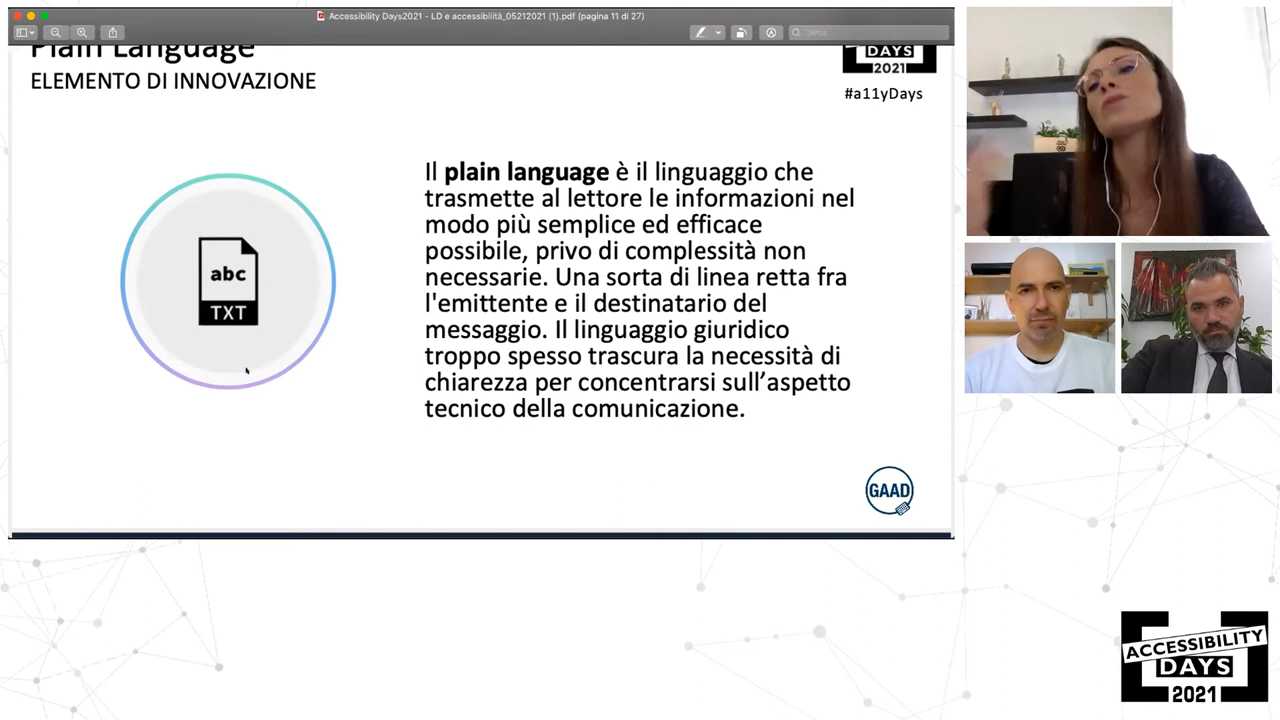 Accessibility Days2021 - LD e accessibilità_05212021 (1).pdf (pagina 11 di 27)
Cerca
Plain Language
ELEMENTO DI INNOVAZIONE
DAYS
2021
#a11yDays
abc
TXT
Il plain language è il linguaggio che
trasmette al lettore le informazioni nel
modo più semplice ed efficace
possibile, privo di complessità non
necessarie. Una sorta di linea retta fra
l'emittente e il destinatario del
messaggio. Il linguaggio giuridico
troppo spesso trascura la necessità di
chiarezza per concentrarsi sull’aspetto
tecnico della comunicazione.
GAAD
ACCESSIBILITY
DAYS
2021